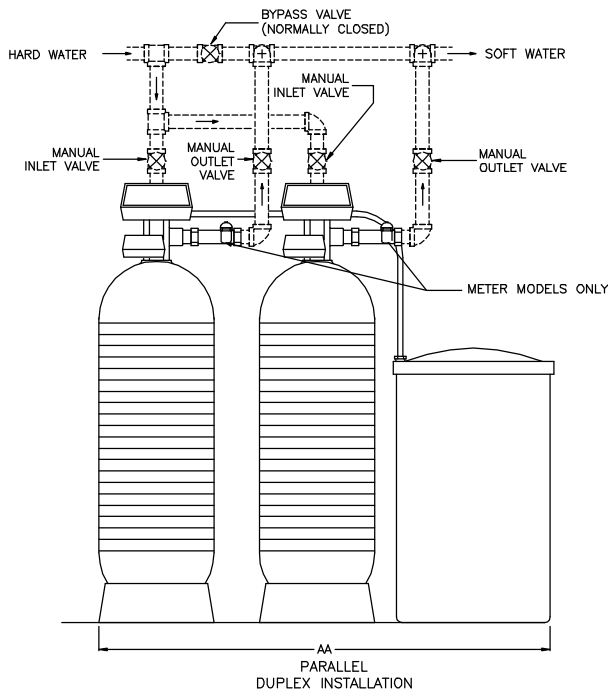 BYPASS VALVE
(NORMALLY CLOSED)
HARD WATER
SOFT WATER
MANUAL
INLET VALVE
MANUAL
INLET VALVE
MANUAL
OUTLET
VALVE
MANUAL
OUTLET VALVE
METER MODELS ONLY
AA
PARALLEL
DUPLEX INSTALLATION